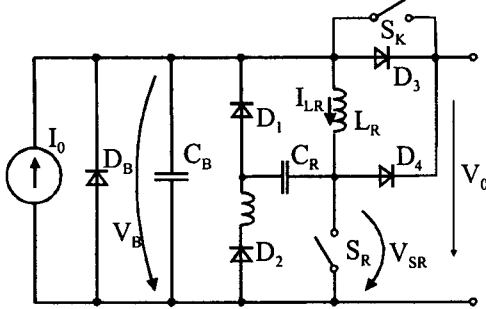 S_K
D_3
I_LR
L_R
D_1
I_0
D_B
C_B
C_R
D_4
V_0
V_B
D_2
S_R
V_SR